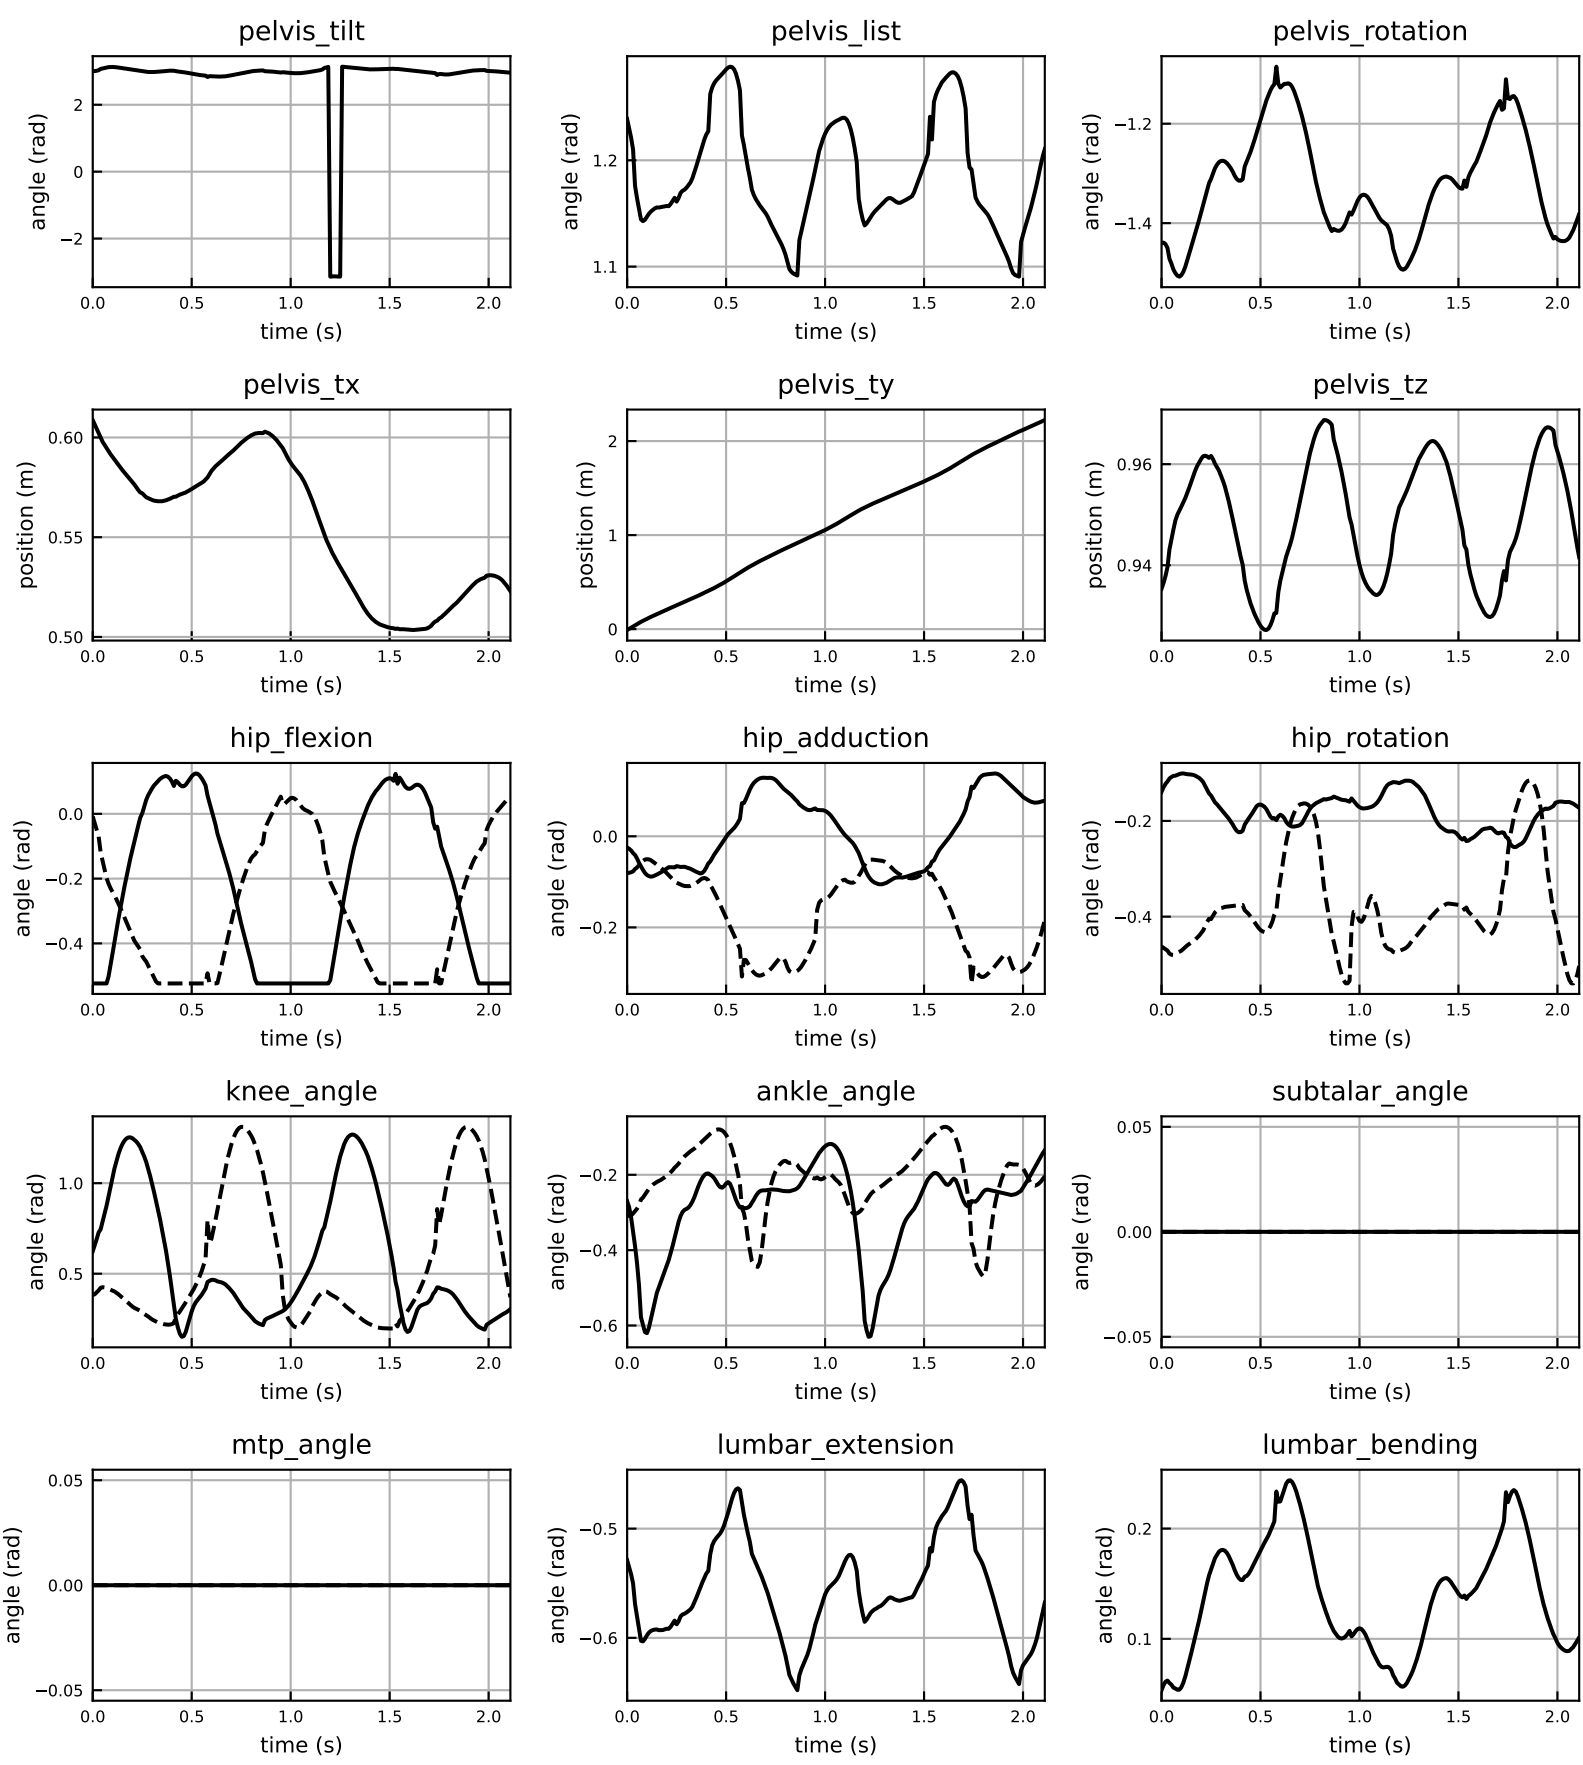 pelvis_tilt
angle (rad)
2
0
−2
0.0 0.5 1.0 1.5 2.0
time (s)
pelvis_list
angle (rad)
1.2
1.1
0.0 0.5 1.0 1.5 2.0
time (s)
pelvis_rotation
angle (rad)
−1.2
−1.4
0.0 0.5 1.0 1.5 2.0
time (s)
pelvis_tx
position (m)
0.60
0.55
0.50
0.0 0.5 1.0 1.5 2.0
time (s)
pelvis_ty
position (m)
2
1
0
0.0 0.5 1.0 1.5 2.0
time (s)
pelvis_tz
position (m)
0.96
0.94
0.0 0.5 1.0 1.5 2.0
time (s)
hip_flexion
angle (rad)
0.0
−0.2
−0.4
0.0 0.5 1.0 1.5 2.0
time (s)
hip_adduction
angle (rad)
0.0
−0.2
0.0 0.5 1.0 1.5 2.0
time (s)
hip_rotation
angle (rad)
−0.2
−0.4
0.0 0.5 1.0 1.5 2.0
time (s)
knee_angle
angle (rad)
1.0
0.5
0.0 0.5 1.0 1.5 2.0
time (s)
ankle_angle
angle (rad)
−0.2
−0.4
−0.6
0.0 0.5 1.0 1.5 2.0
time (s)
subtalar_angle
angle (rad)
0.05
0.00
−0.05
0.0 0.5 1.0 1.5 2.0
time (s)
mtp_angle
angle (rad)
0.05
0.00
−0.05
0.0 0.5 1.0 1.5 2.0
time (s)
lumbar_extension
angle (rad)
−0.5
−0.6
0.0 0.5 1.0 1.5 2.0
time (s)
lumbar_bending
angle (rad)
0.2
0.1
0.0 0.5 1.0 1.5 2.0
time (s)